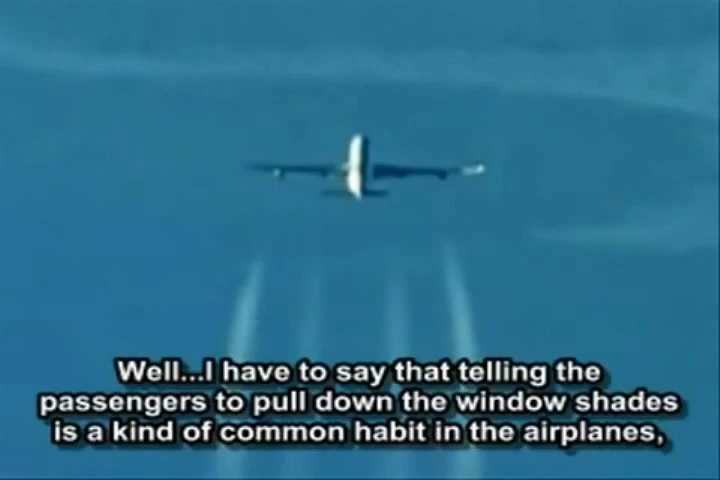 Well...I have to say that telling the
passengers to pull down the window shades
is a kind of common habit in the airplanes,